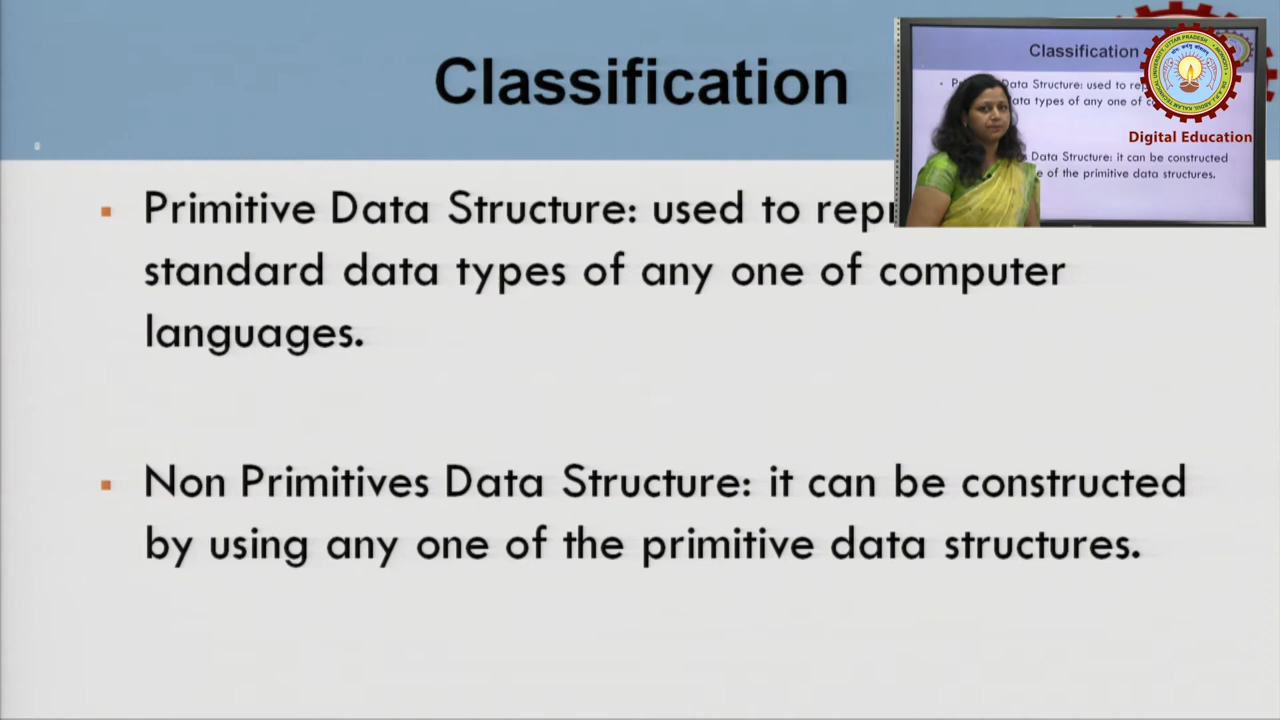 Classification
Primitive Data Structure: used to
standard data types of any one of computer
languages.
Non Primitives Data Structure: it can be constructed
by using any one of the primitive data structures.
Classification
Data Structure: used to
data types of any one of
Data Structure: it can be constructed
of the primitive data structures.
Digital Education